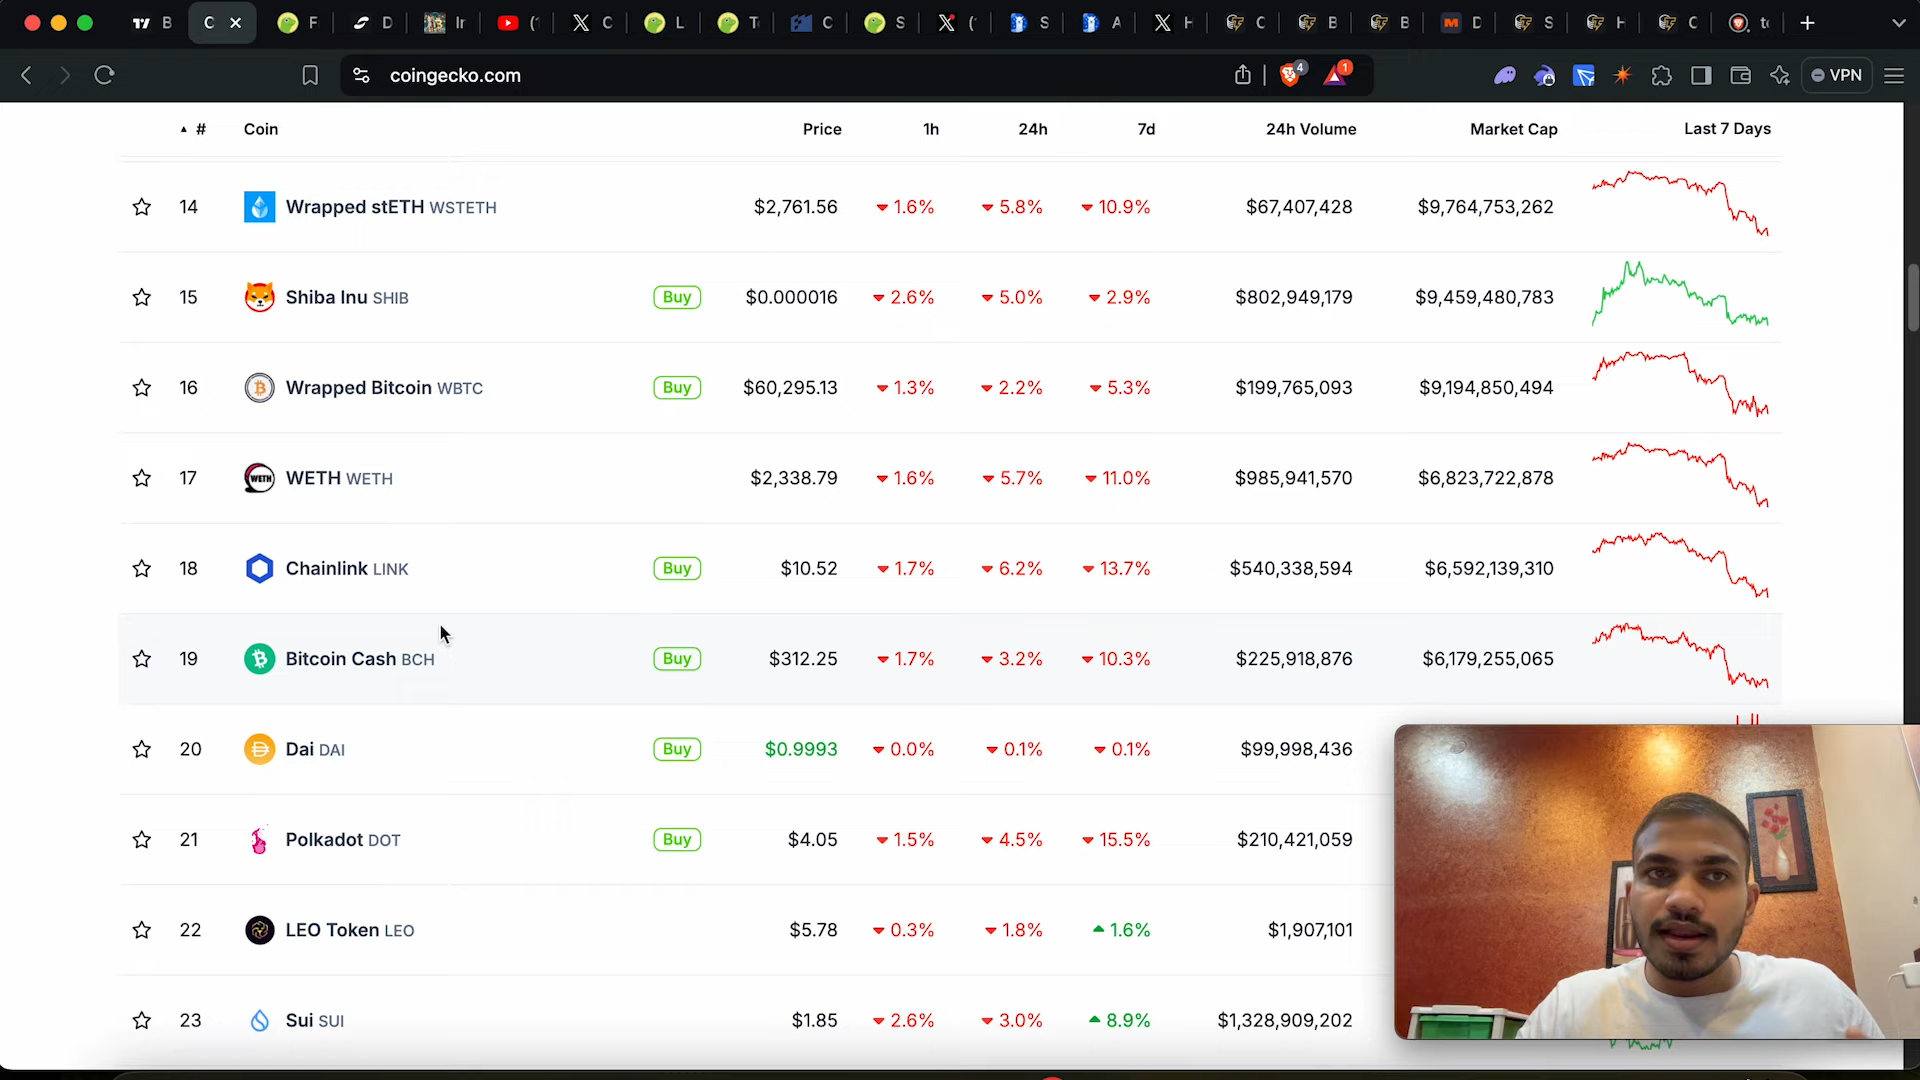 B C F D Ir (1 C L T C S ( S A H C B B D S H C to
coingecko.com 4 1 VPN
# Coin Price 1h 24h 7d 24h Volume Market Cap Last 7 Days
14 Wrapped stETH WSTETH $2,761.56 1.6% 5.8% 10.9% $67,407,428 $9,764,753,262
15 Shiba Inu SHIB Buy $0.000016 2.6% 5.0% 2.9% $802,949,179 $9,459,480,783
16 Wrapped Bitcoin WBTC Buy $60,295.13 1.3% 2.2% 5.3% $199,765,093 $9,194,850,494
17 WETH WETH WETH $2,338.79 1.6% 5.7% 11.0% $985,941,570 $6,823,722,878
18 Chainlink LINK Buy $10.52 1.7% 6.2% 13.7% $540,338,594 $6,592,139,310
19 Bitcoin Cash BCH Buy $312.25 1.7% 3.2% 10.3% $225,918,876 $6,179,255,065
20 Dai DAI Buy $0.9993 0.0% 0.1% 0.1% $99,998,436
21 Polkadot DOT Buy $4.05 1.5% 4.5% 15.5% $210,421,059
22 LEO Token LEO $5.78 0.3% 1.8% 1.6% $1,907,101
23 Sui SUI $1.85 2.6% 3.0% 8.9% $1,328,909,202